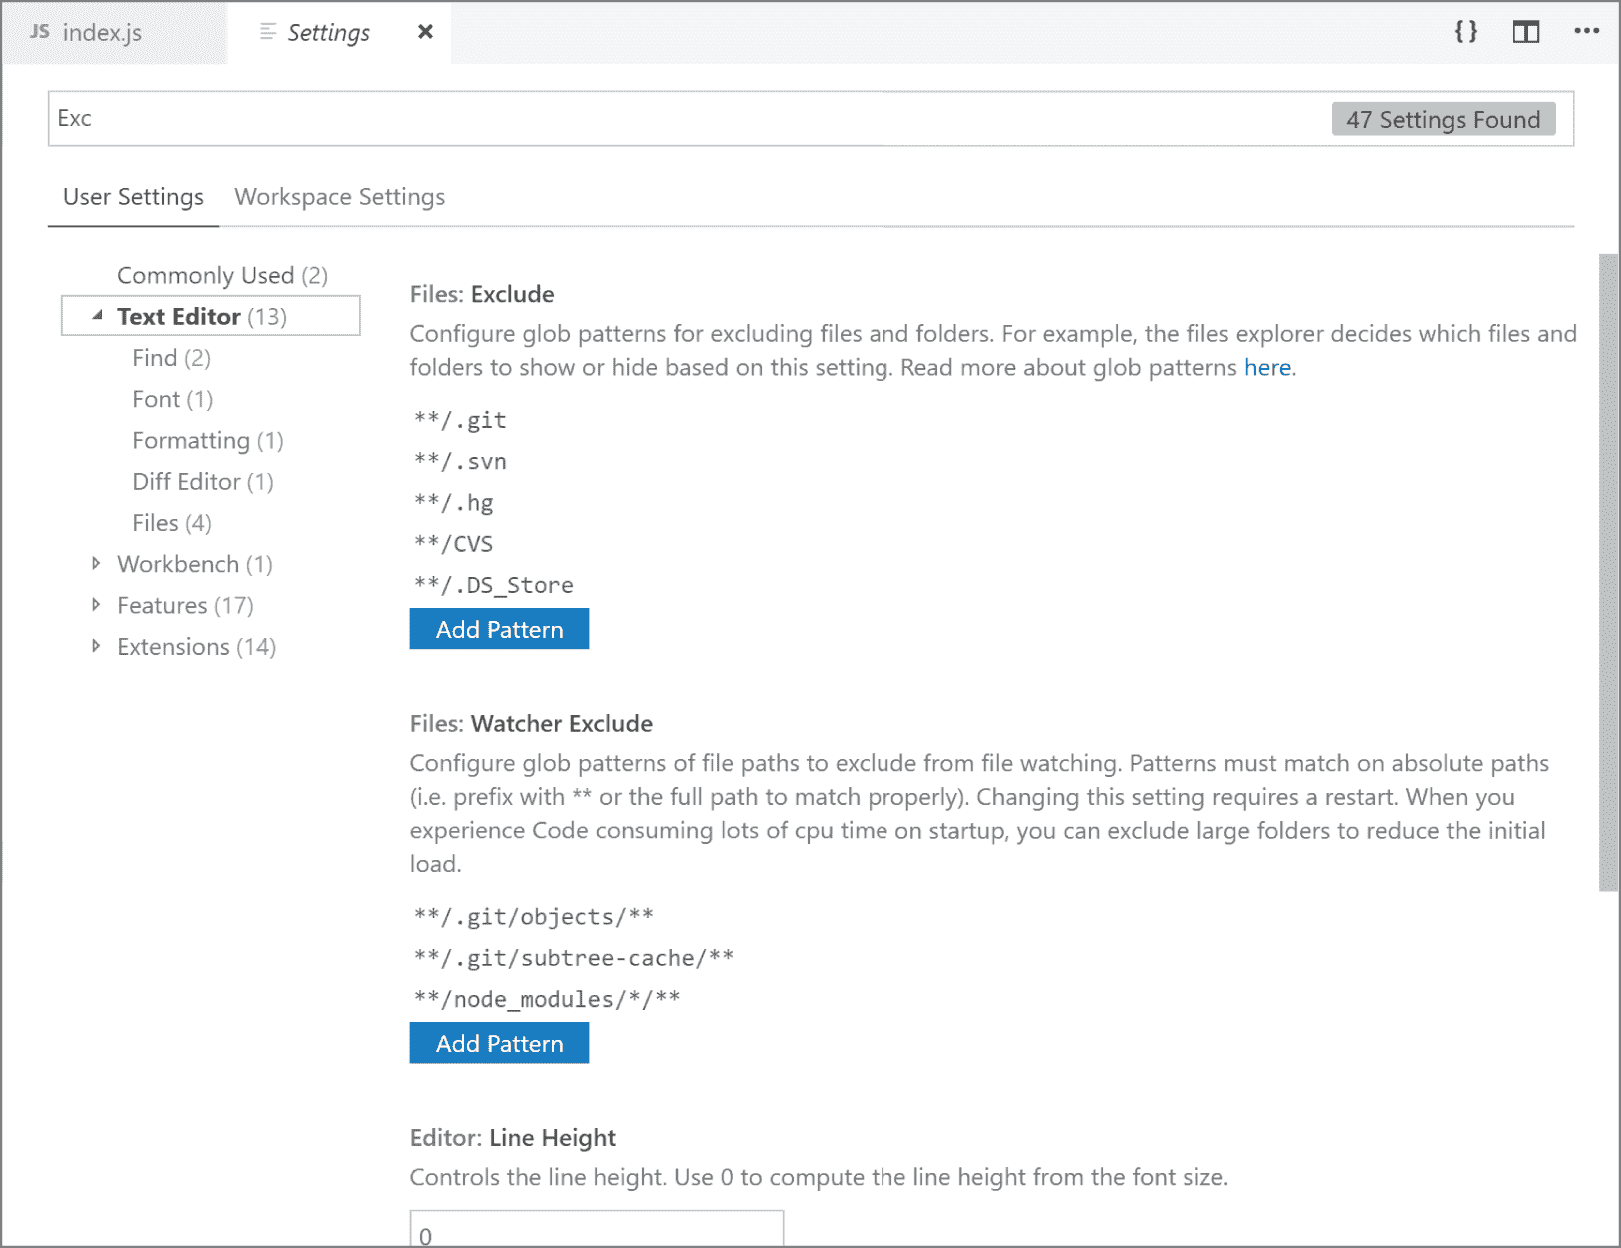 JS index.js
Settings
{}
Exc
47 Settings Found
User Settings
Workspace Settings
Commonly Used (2)
Text Editor (13)
Find (2)
Font (1)
Formatting (1)
Diff Editor (1)
Files (4)
Workbench (1)
Features (17)
Extensions (14)
Files: Exclude
Configure glob patterns for excluding files and folders. For example, the files explorer decides which files and
folders to show or hide based on this setting. Read more about glob patterns here.
**/.git
**/.svn
**/.hg
**/CVS
**/.DS_Store
Add Pattern
Files: Watcher Exclude
Configure glob patterns of file paths to exclude from file watching. Patterns must match on absolute paths
(i.e. prefix with ** or the full path to match properly). Changing this setting requires a restart. When you
experience Code consuming lots of cpu time on startup, you can exclude large folders to reduce the initial
load.
**/.git/objects/**
**/.git/subtree-cache/**
**/node_modules/*/**
Add Pattern
Editor: Line Height
Controls the line height. Use 0 to compute the line height from the font size.
0